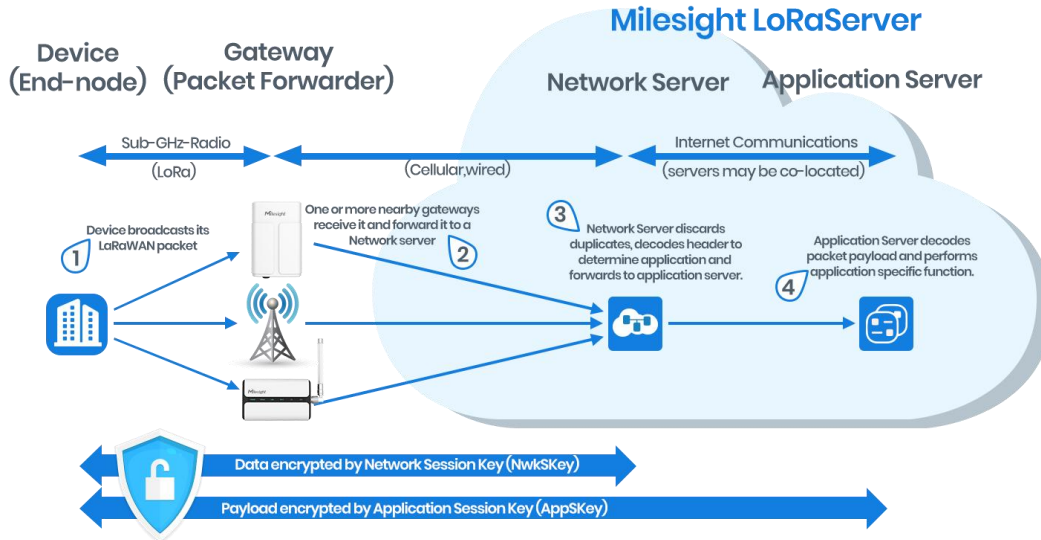 Milesight LoRaServer
Device
(End-node)
Gateway
(Packet Forwarder)
Network Server
Application Server
Sub-GHz-Radio
(LoRa)
(Cellular,wired)
Internet Communications
(servers may be co-located)
1
Device broadcasts its
LaRaWAN packet
Milesight
One or more nearby gateways
receive it and forward it to a
Network server
2
3
Network Server discards
duplicates, decodes header to
determine application and
forwards to application server.
Application Server decodes
packet payload and performs
application specific function.
4
Milesight
Data encrypted by Network Session Key (NwkSKey)
Payload encrypted by Application Session Key (AppSKey)